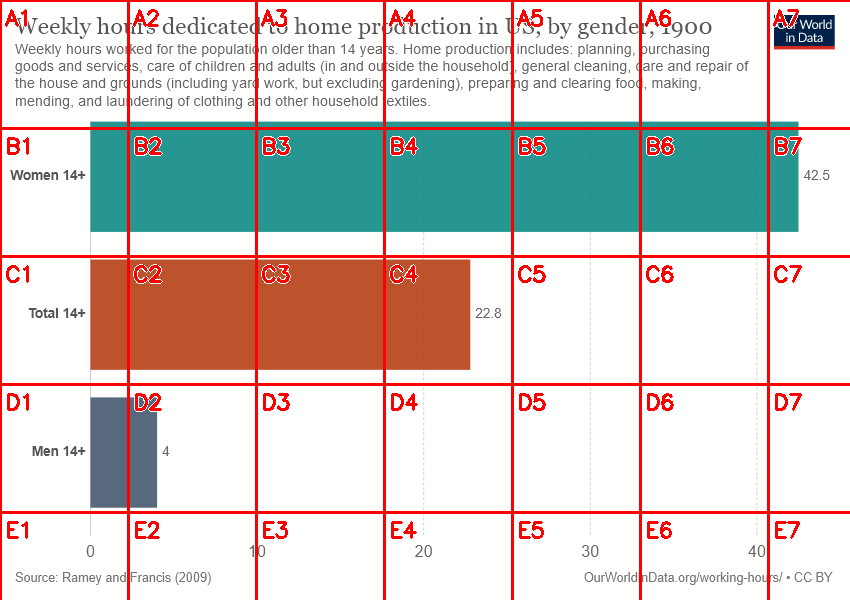 Weekly hours dedicated to home production in US, by gender, 1900
Our World
in Data
Weekly hours worked for the population older than 14 years. Home production includes: planning, purchasing
goods and services, care of children and adults (in and outside the household), general cleaning, care and repair of
the house and grounds (including yard work, but excluding gardening), preparing and clearing food, making,
mending, and laundering of clothing and other household textiles.
A1 A2 A3 A4 A5 A6 A7
B1 B2 B3 B4 B5 B6 B7
Women 14+ 42.5
C1 C2 C3 C4 C5 C6 C7
Total 14+ 22.8
D1 D2 D3 D4 D5 D6 D7
Men 14+ 4
E1 E2 E3 E4 E5 E6 E7
0 10 20 30 40
Source: Ramey and Francis (2009)
OurWorldInData.org/working-hours/ • CC BY